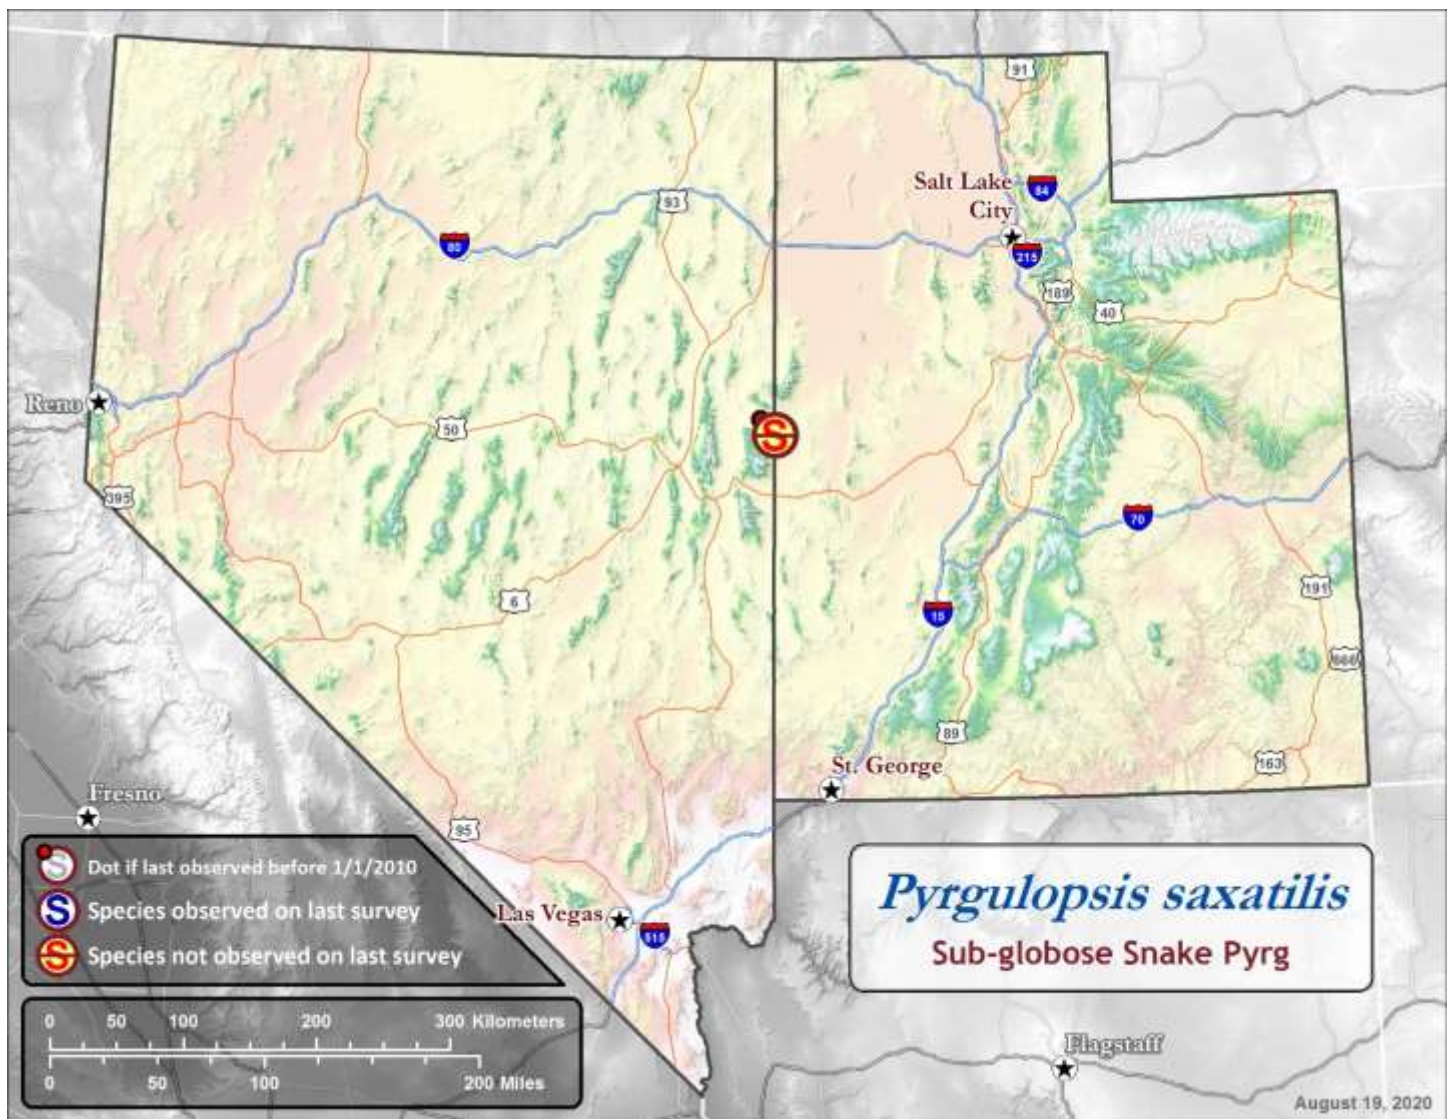 91
Salt Lake
City
84
93
80
215
189
40
Reno
50
S
395
70
6
191
15
666
89
St. George
163
Fresno
95
S Dot if last observed before 1/1/2010
S Species observed on last survey
S Species not observed on last survey
Las Vegas
515
Pyrgulopsis saxatilis
Sub-globose Snake Pyrg
0 50 100 200 300 Kilometers
0 50 100 200 Miles
Flagstaff
August 19, 2020